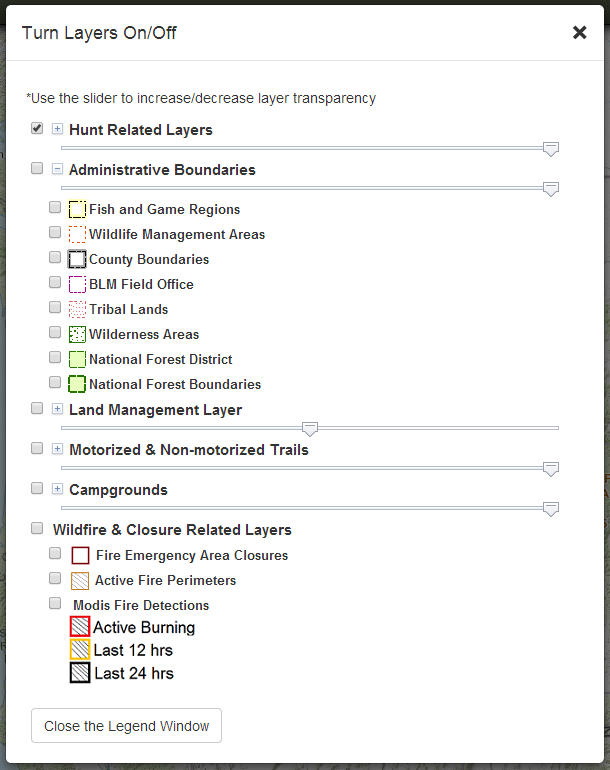 Turn Layers On/Off
*Use the slider to increase/decrease layer transparency
Hunt Related Layers
Administrative Boundaries
Fish and Game Regions
Wildlife Management Areas
County Boundaries
BLM Field Office
Tribal Lands
Wilderness Areas
National Forest District
National Forest Boundaries
Land Management Layer
Motorized & Non-motorized Trails
Campgrounds
Wildfire & Closure Related Layers
Fire Emergency Area Closures
Active Fire Perimeters
Modis Fire Detections
Active Burning
Last 12 hrs
Last 24 hrs
Close the Legend Window